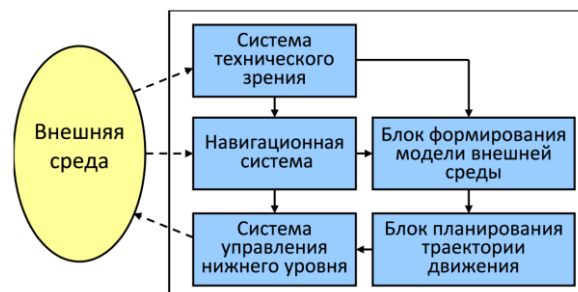 Внешняя
среда
Система
технического
зрения
Навигационная
система
Блок формирования
модели внешней
среды
Система
управления
нижнего уровня
Блок планирования
траектории
движения